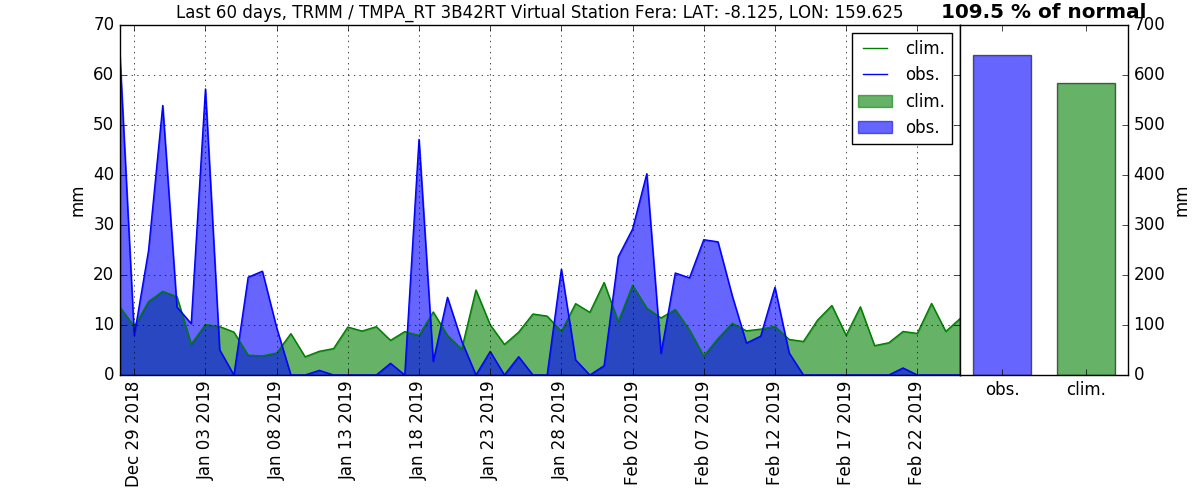 Last 60 days, TRMM / TMPA_RT 3B42RT Virtual Station Fera: LAT: -8.125, LON: 159.625
109.5 % of normal
70
60
50
40
30
20
10
0
mm
clim.
obs.
clim.
obs.
700
600
500
400
300
200
100
0
mm
Dec 29 2018
Jan 03 2019
Jan 08 2019
Jan 13 2019
Jan 18 2019
Jan 23 2019
Jan 28 2019
Feb 02 2019
Feb 07 2019
Feb 12 2019
Feb 17 2019
Feb 22 2019
obs.
clim.